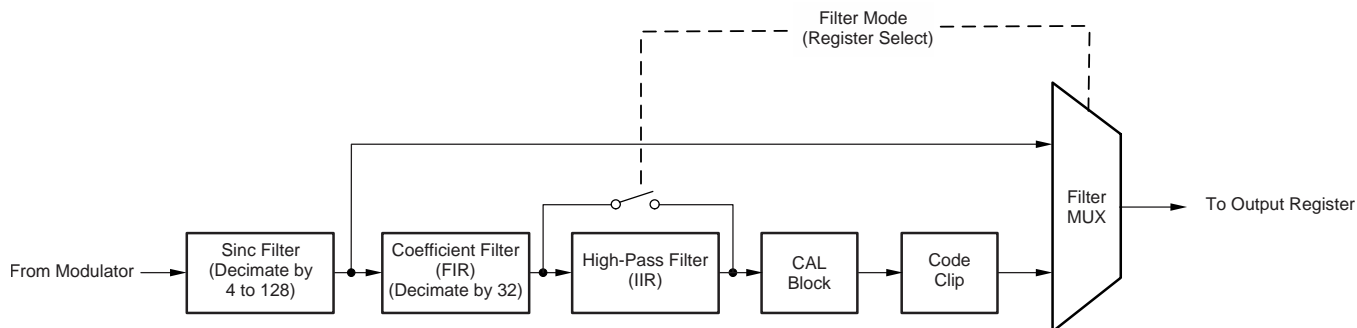 Filter Mode
(Register Select)
From Modulator
Sinc Filter
(Decimate by
4 to 128)
Coefficient Filter
(FIR)
(Decimate by 32)
High-Pass Filter
(IIR)
CAL
Block
Code
Clip
Filter
MUX
To Output Register